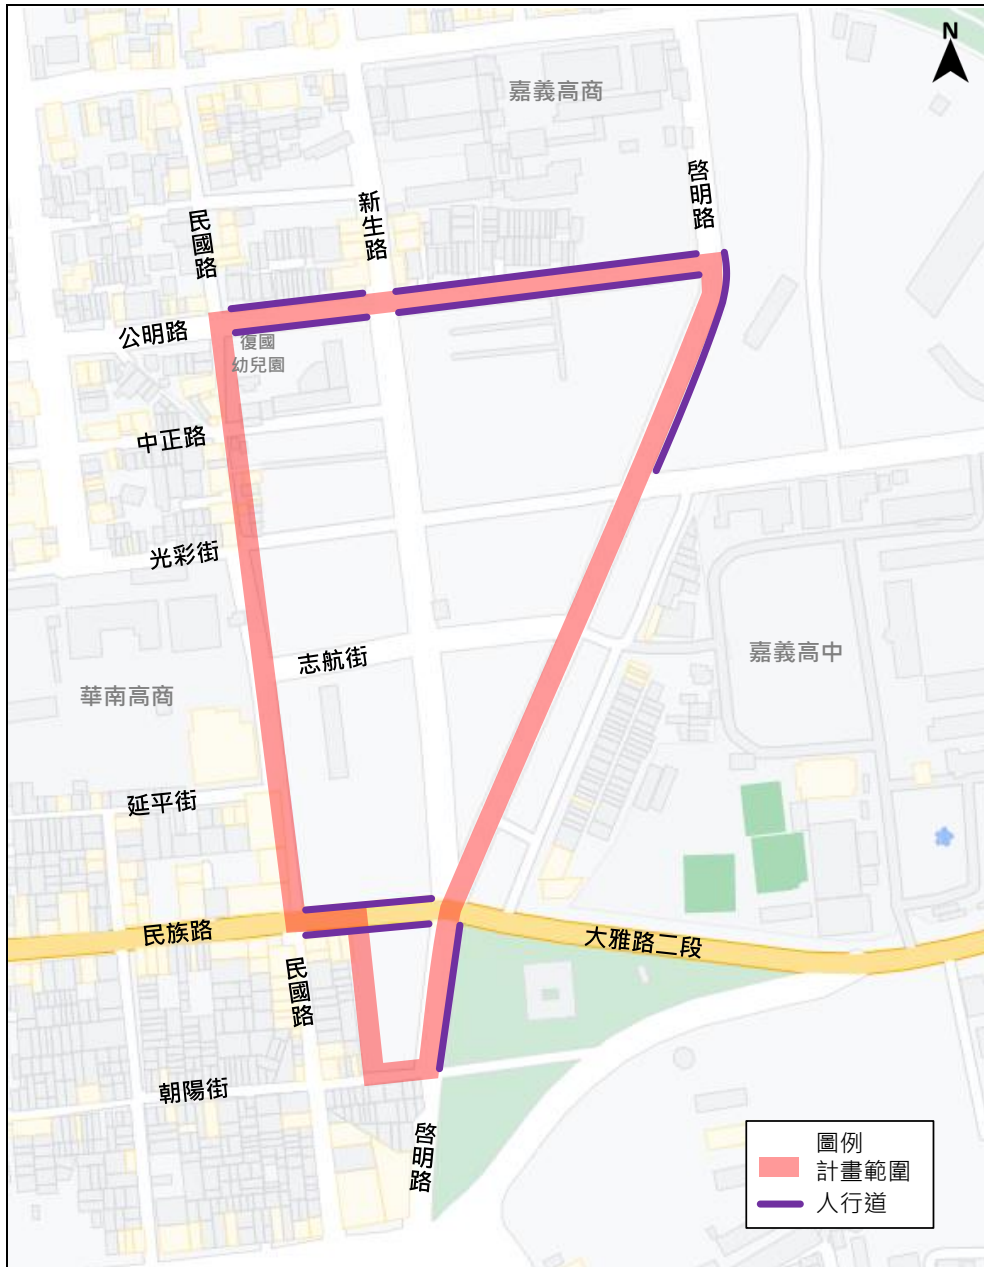 N
嘉義高商
啓明路
新生路
民國路
公明路
復國
幼兒園
中正路
光彩街
志航街
嘉義高中
華南高商
延平街
民族路
大雅路二段
民國路
朝陽街
啓明路
圖例
計畫範圍
人行道